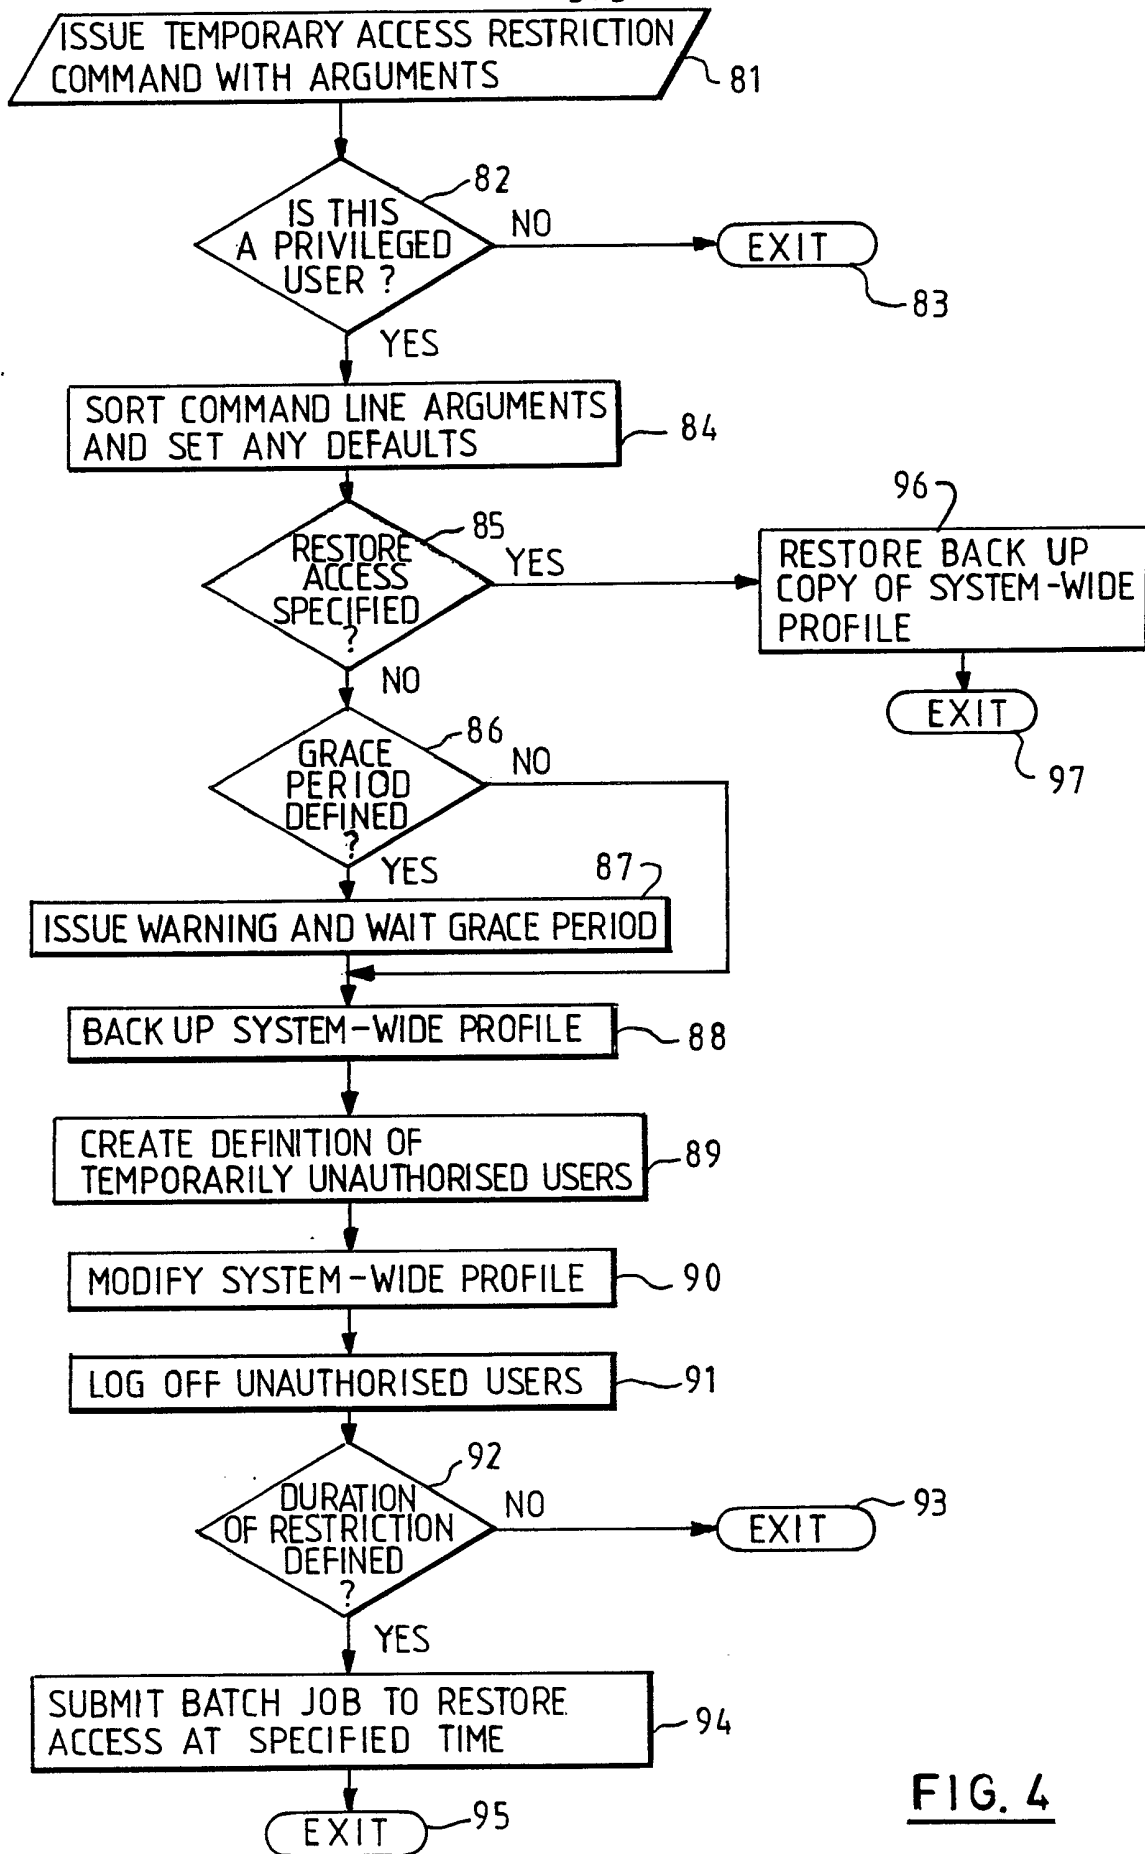 ISSUE TEMPORARY ACCESS RESTRICTION
COMMAND WITH ARGUMENTS
81
82
IS THIS
A PRIVILEGED
USER ?
NO
EXIT
83
YES
SORT COMMAND LINE ARGUMENTS
AND SET ANY DEFAULTS
84
85
RESTORE
ACCESS
SPECIFIED
?
YES
96
RESTORE BACK UP
COPY OF SYSTEM-WIDE
PROFILE
EXIT
97
NO
86
GRACE
PERIOD
DEFINED
?
NO
YES
87
ISSUE WARNING AND WAIT GRACE PERIOD
BACK UP SYSTEM-WIDE PROFILE
88
CREATE DEFINITION OF
TEMPORARILY UNAUTHORISED USERS
89
MODIFY SYSTEM-WIDE PROFILE
90
LOG OFF UNAUTHORISED USERS
91
92
DURATION
OF RESTRICTION
DEFINED
?
NO
EXIT
93
YES
SUBMIT BATCH JOB TO RESTORE
ACCESS AT SPECIFIED TIME
94
EXIT
95
FIG. 4